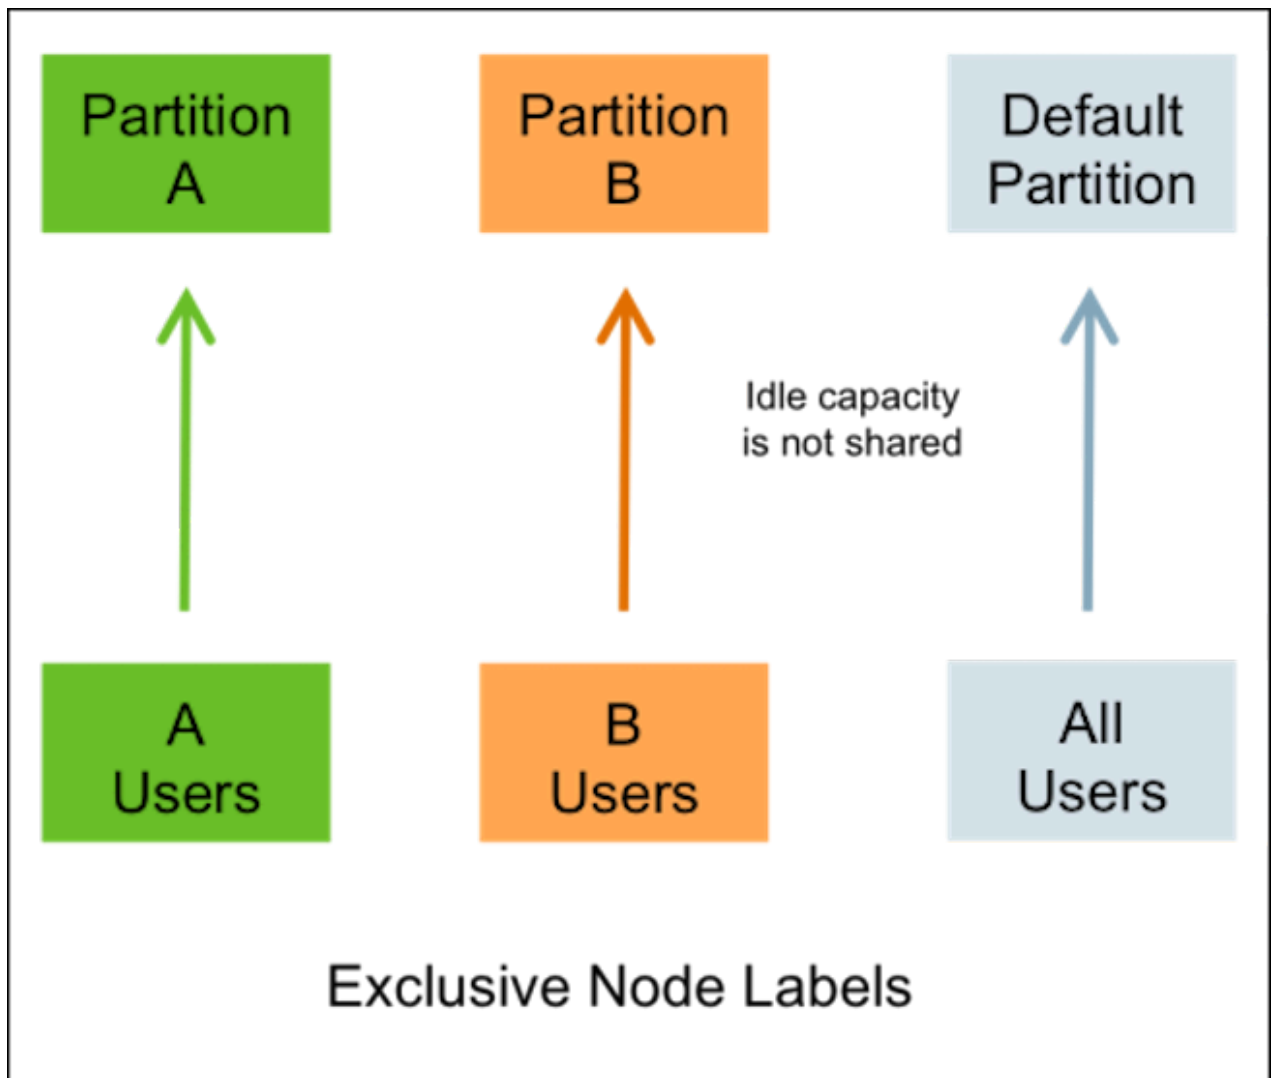 Partition
A
Partition
B
Default
Partition
Idle capacity
is not shared
A
Users
B
Users
All
Users
Exclusive Node Labels